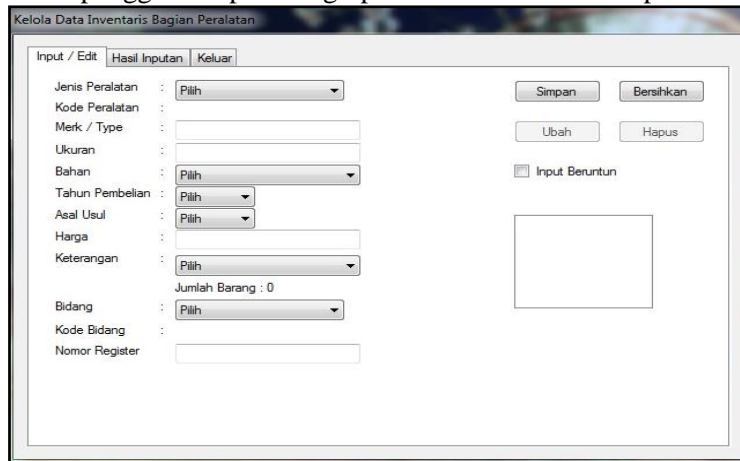 Kelola Data Inventaris Bagian Peralatan
Input / Edit Hasil Inputan Keluar
Jenis Peralatan : Pilih
Kode Peralatan :
Merk / Type :
Ukuran :
Bahan : Pilih
Tahun Pembelian : Pilih
Asal Usul : Pilih
Harga :
Keterangan : Pilih
Jumlah Barang : 0
Bidang : Pilih
Kode Bidang :
Nomor Register
Simpan Bersihkan
Ubah Hapus
Input Beruntun